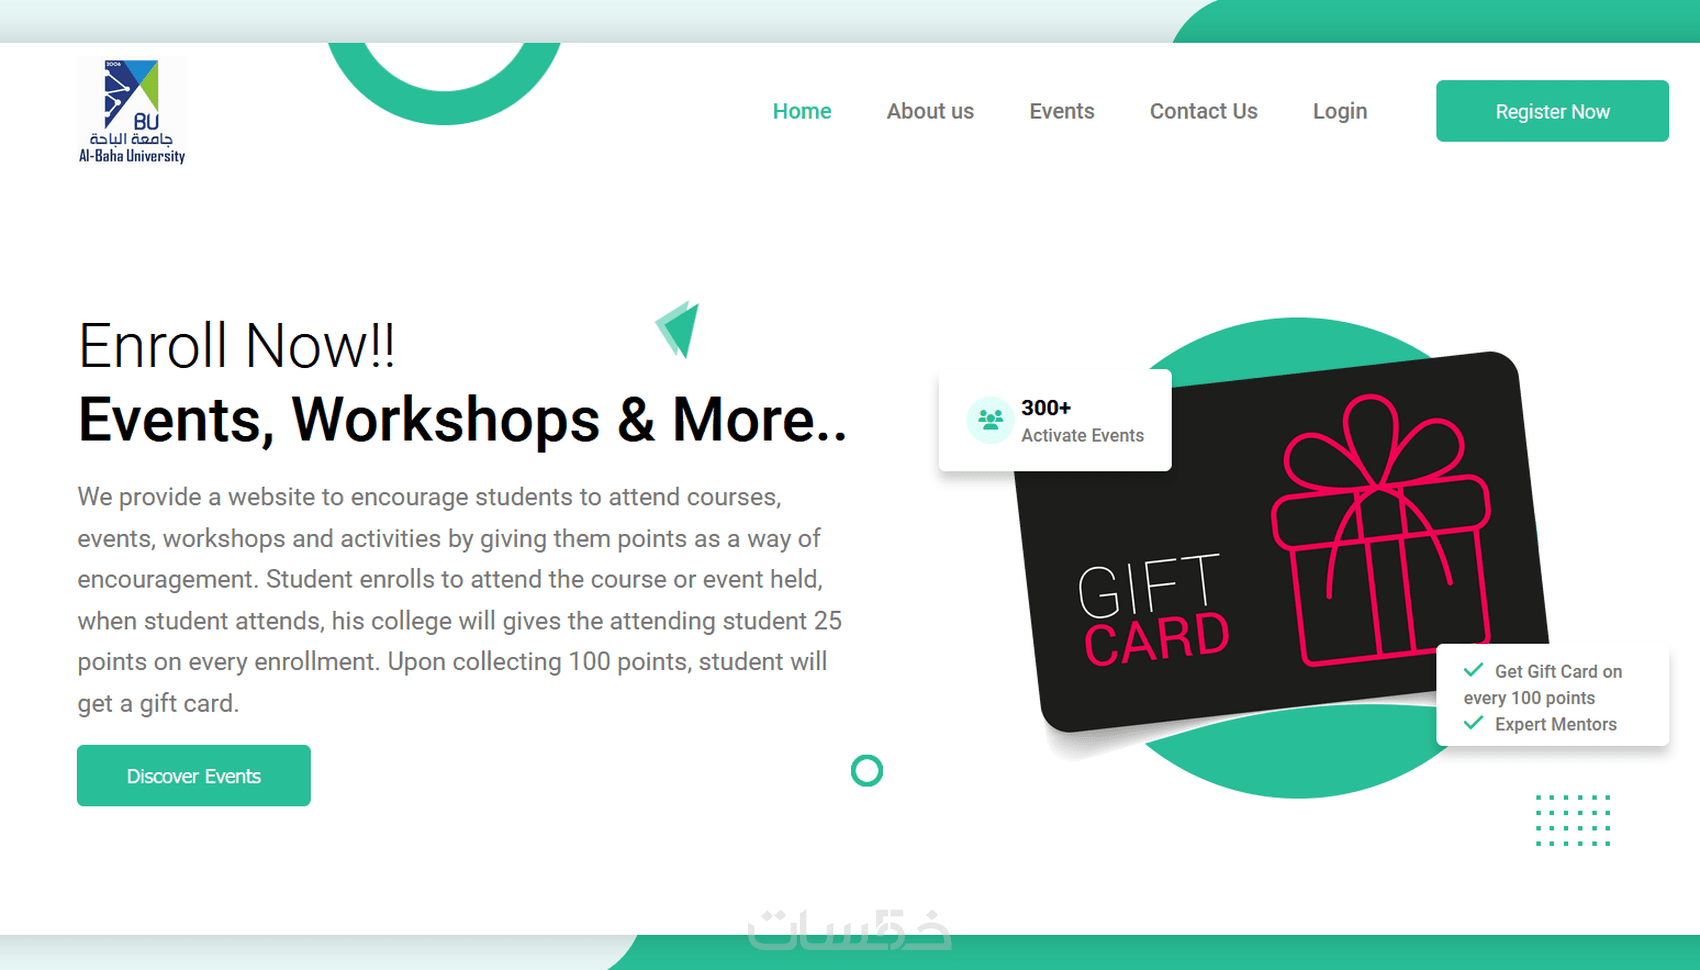 2006
BU
جامعة الباحة
Al-Baha University
Home
About us
Events
Contact Us
Login
Register Now
Enroll Now!!
Events, Workshops & More..
We provide a website to encourage students to attend courses,
events, workshops and activities by giving them points as a way of
encouragement. Student enrolls to attend the course or event held,
when student attends, his college will gives the attending student 25
points on every enrollment. Upon collecting 100 points, student will
get a gift card.
Discover Events
300+
Activate Events
GIFT
CARD
Get Gift Card on
every 100 points
Expert Mentors
خمسات